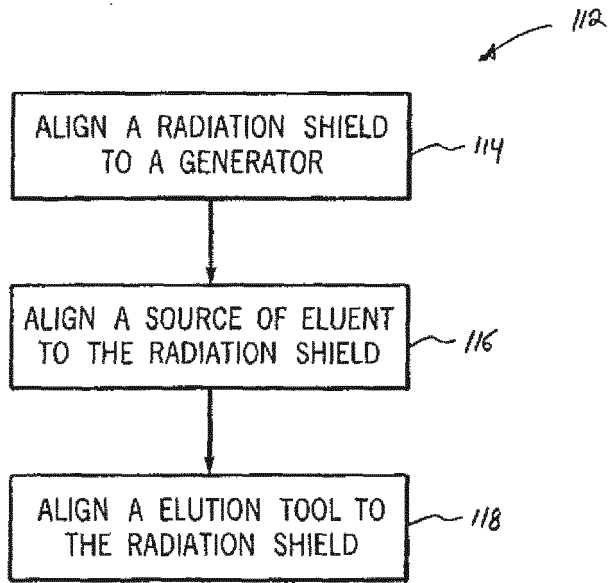 112
ALIGN A RADIATION SHIELD
TO A GENERATOR
114
ALIGN A SOURCE OF ELUENT
TO THE RADIATION SHIELD
116
ALIGN A ELUTION TOOL TO
THE RADIATION SHIELD
118